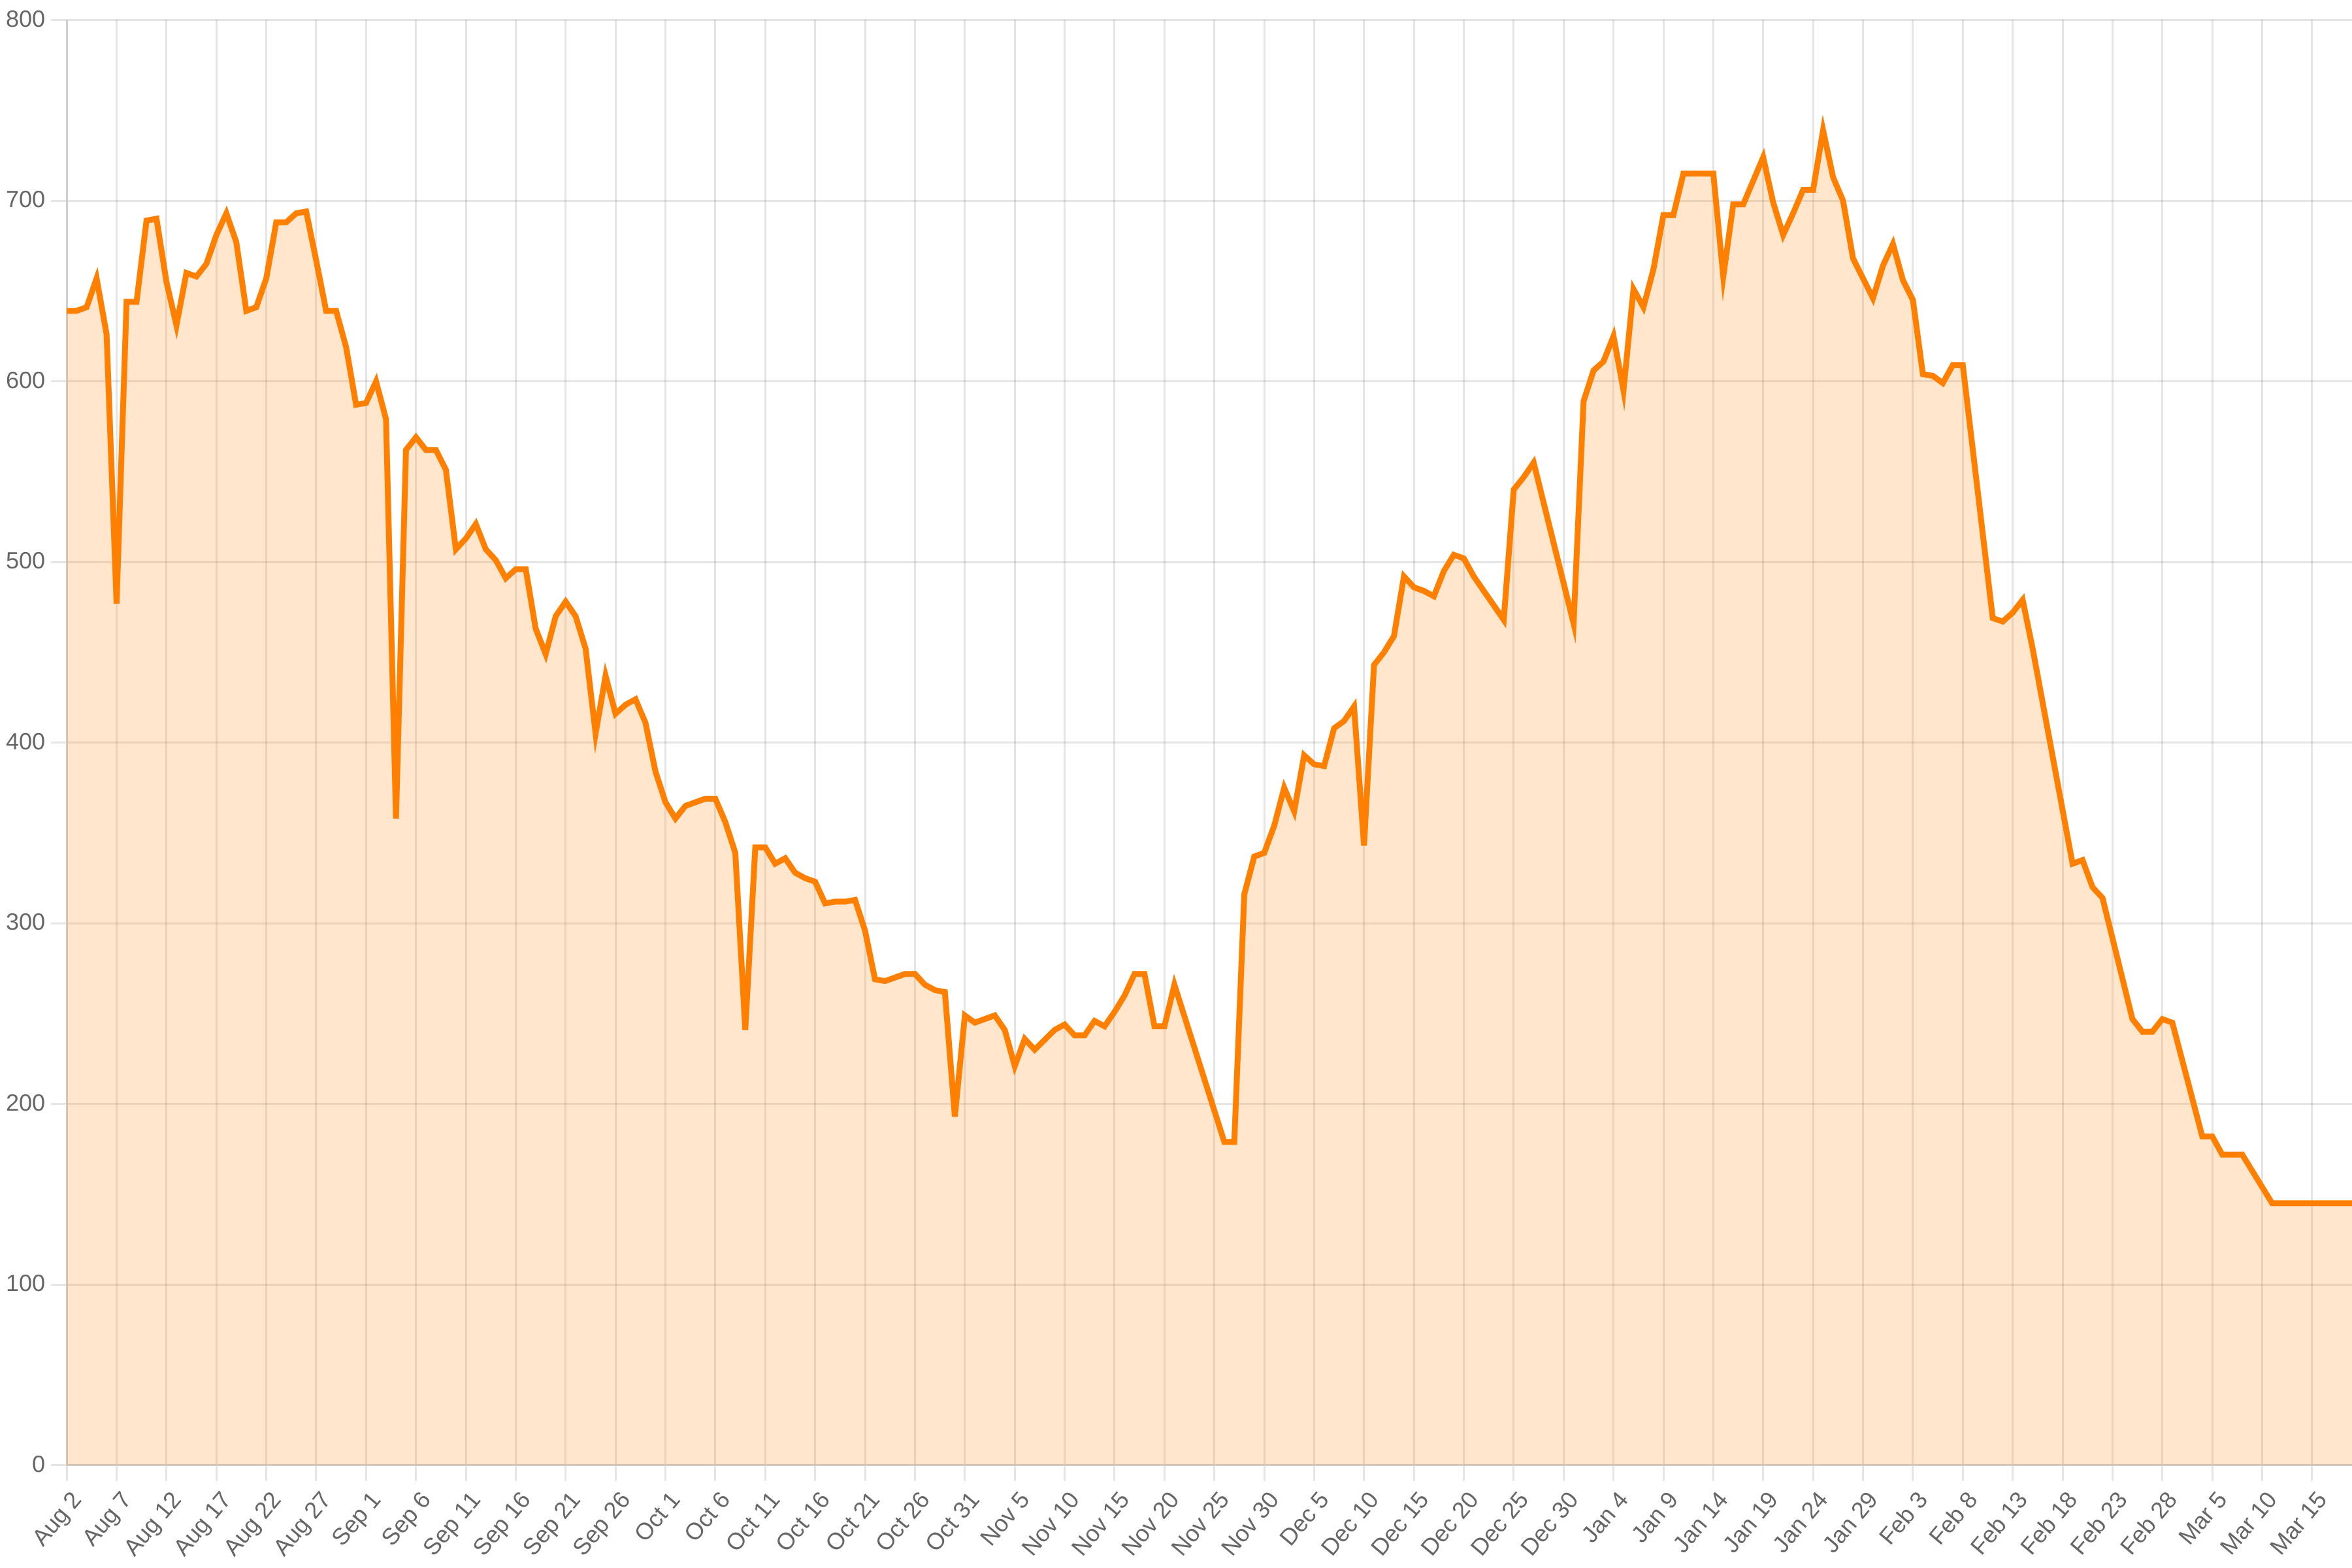 800
700
600
500
400
300
200
100
0
Aug 2
Aug 7
Aug 12
Aug 17
Aug 22
Aug 27
Sep 1
Sep 6
Sep 11
Sep 16
Sep 21
Sep 26
Oct 1
Oct 6
Oct 11
Oct 16
Oct 21
Oct 26
Oct 31
Nov 5
Nov 10
Nov 15
Nov 20
Nov 25
Nov 30
Dec 5
Dec 10
Dec 15
Dec 20
Dec 25
Dec 30
Jan 4
Jan 9
Jan 14
Jan 19
Jan 24
Jan 29
Feb 3
Feb 8
Feb 13
Feb 18
Feb 23
Feb 28
Mar 5
Mar 10
Mar 15